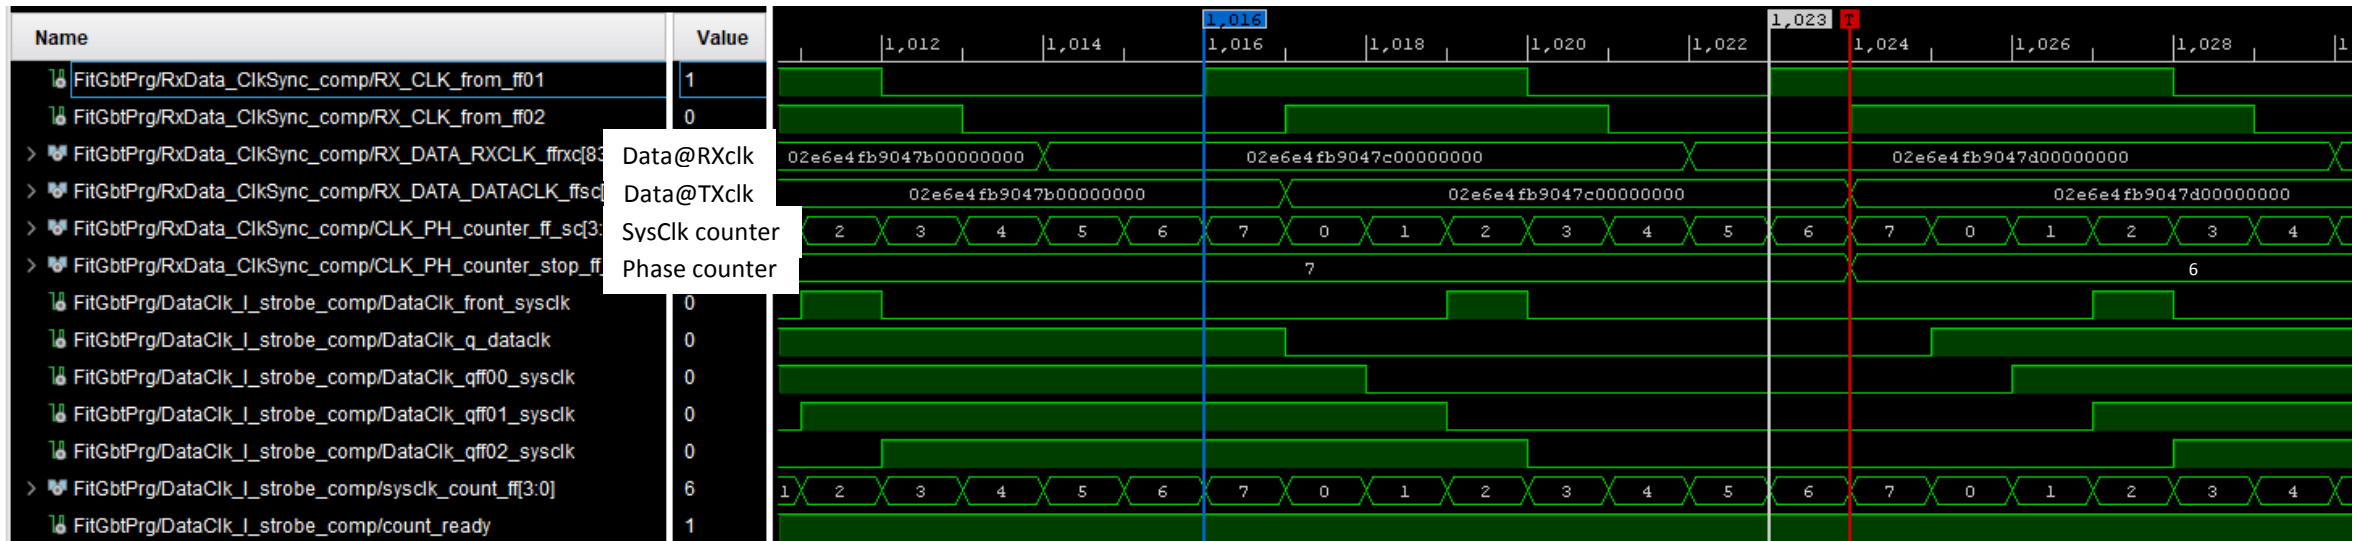 Name Value 1,016 1,023 T
1,012 1,014 1,016 1,018 1,020 1,022 1,024 1,026 1,028 1
FitGbtPrg/RxData_ClkSync_comp/RX_CLK_from_ff01 1
FitGbtPrg/RxData_ClkSync_comp/RX_CLK_from_ff02 0
> FitGbtPrg/RxData_ClkSync_comp/RX_DATA_RXCLK_ffrxc[83 Data@RXclk 02e6e4fb9047b00000000 02e6e4fb9047c00000000 02e6e4fb9047d00000000
> FitGbtPrg/RxData_ClkSync_comp/RX_DATA_DATACLK_ffsc[ Data@TXclk 02e6e4fb9047b00000000 02e6e4fb9047c00000000 02e6e4fb9047d00000000
> FitGbtPrg/RxData_ClkSync_comp/CLK_PH_counter_ff_sc[3: SysClk counter 2 3 4 5 6 7 0 1 2 3 4 5 6 7 0 1 2 3 4
> FitGbtPrg/RxData_ClkSync_comp/CLK_PH_counter_stop_ff_ Phase counter 7 6
FitGbtPrg/DataClk_I_strobe_comp/DataClk_front_sysclk 0
FitGbtPrg/DataClk_I_strobe_comp/DataClk_q_dataclk 0
FitGbtPrg/DataClk_I_strobe_comp/DataClk_qff00_sysclk 0
FitGbtPrg/DataClk_I_strobe_comp/DataClk_qff01_sysclk 0
FitGbtPrg/DataClk_I_strobe_comp/DataClk_qff02_sysclk 0
> FitGbtPrg/DataClk_I_strobe_comp/sysclk_count_ff[3:0] 6 1 2 3 4 5 6 7 0 1 2 3 4 5 6 7 0 1 2 3 4
FitGbtPrg/DataClk_I_strobe_comp/count_ready 1